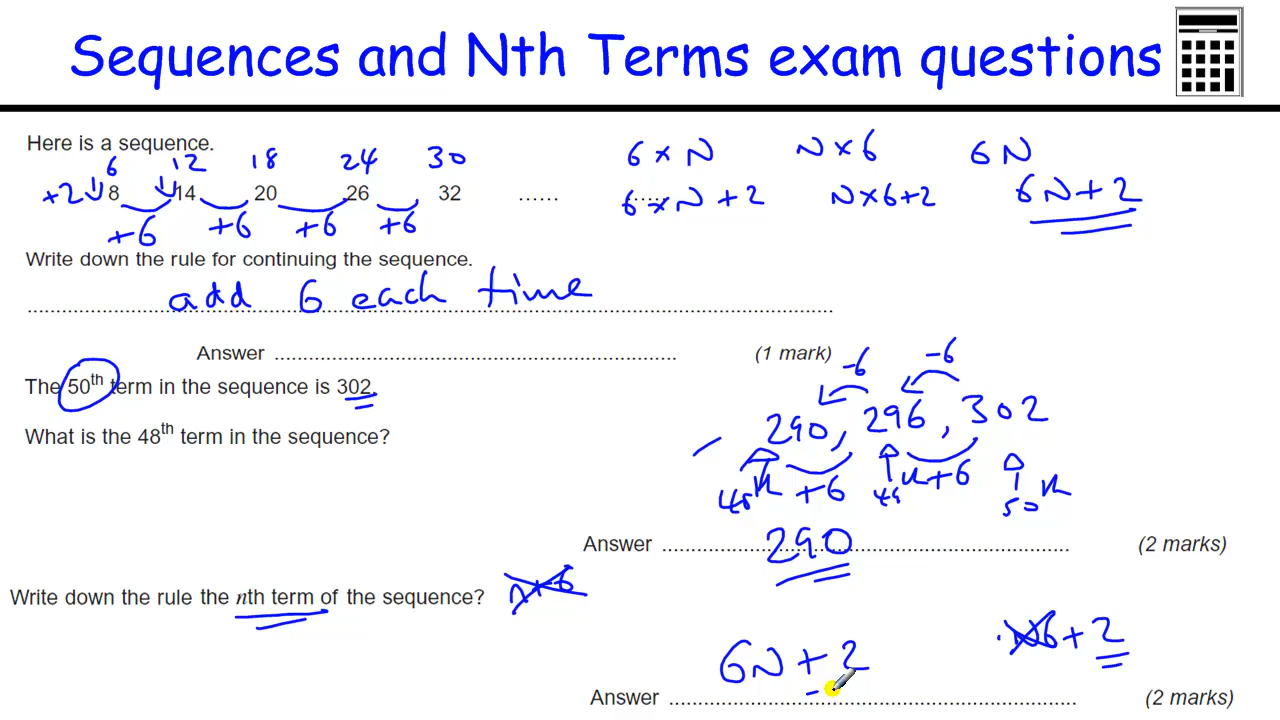 Sequences and Nth Terms exam questions
Here is a sequence.
6 12 18 24 30
+2 8 14 20 26 32 ...... ......
+6 +6 +6 +6
6 × N N × 6 6N
6 × N + 2 N × 6 + 2 6N + 2
Write down the rule for continuing the sequence.
add 6 each time
Answer ........ (1 mark)
The 50th term in the sequence is 302.
What is the 48th term in the sequence?
-6 -6
290, 296, 302
+6 +6
48th 49th 50th
Answer 290 (2 marks)
Write down the rule the nth term of the sequence? n+6
6N + 2 N6 + 2
Answer ........ (2 marks)